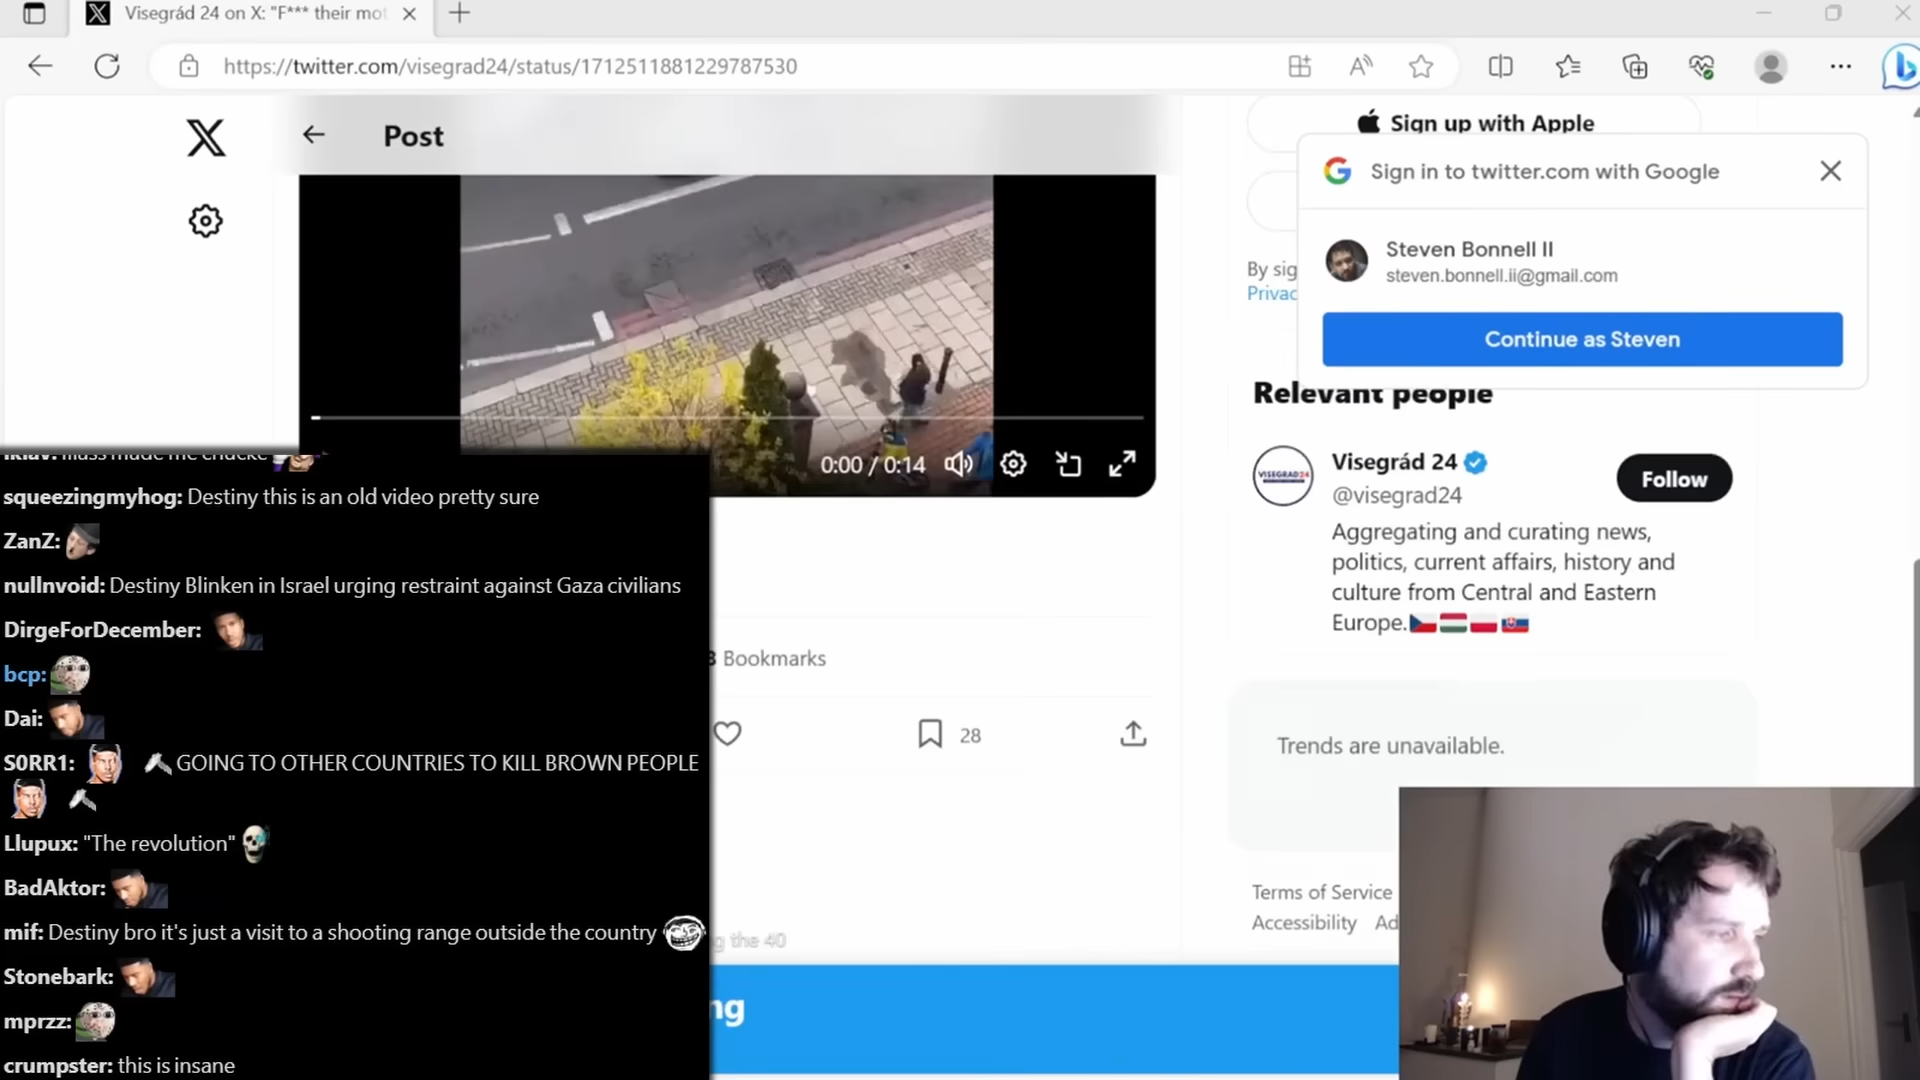 Visegrád 24 on X: "F*** their mot
https://twitter.com/visegrad24/status/1712511881229787530
Post
Sign up with Apple
Sign in to twitter.com with Google
Steven Bonnell II
steven.bonnell.ii@gmail.com
Continue as Steven
By sig
Privac
0:00 / 0:14
Relevant people
VISEGRAD24
Visegrád 24
@visegrad24
Follow
Aggregating and curating news,
politics, current affairs, history and
culture from Central and Eastern
Europe.
Bookmarks
28
Trends are unavailable.
Terms of Service
Accessibility Ad
g the 40
ng
squeezingmyhog: Destiny this is an old video pretty sure
ZanZ:
nullnvoid: Destiny Blinken in Israel urging restraint against Gaza civilians
DirgeForDecember:
bcp:
Dai:
S0RR1: GOING TO OTHER COUNTRIES TO KILL BROWN PEOPLE
Llupux: "The revolution"
BadAktor:
mif: Destiny bro it's just a visit to a shooting range outside the country
Stonebark:
mprzz:
crumpster: this is insane